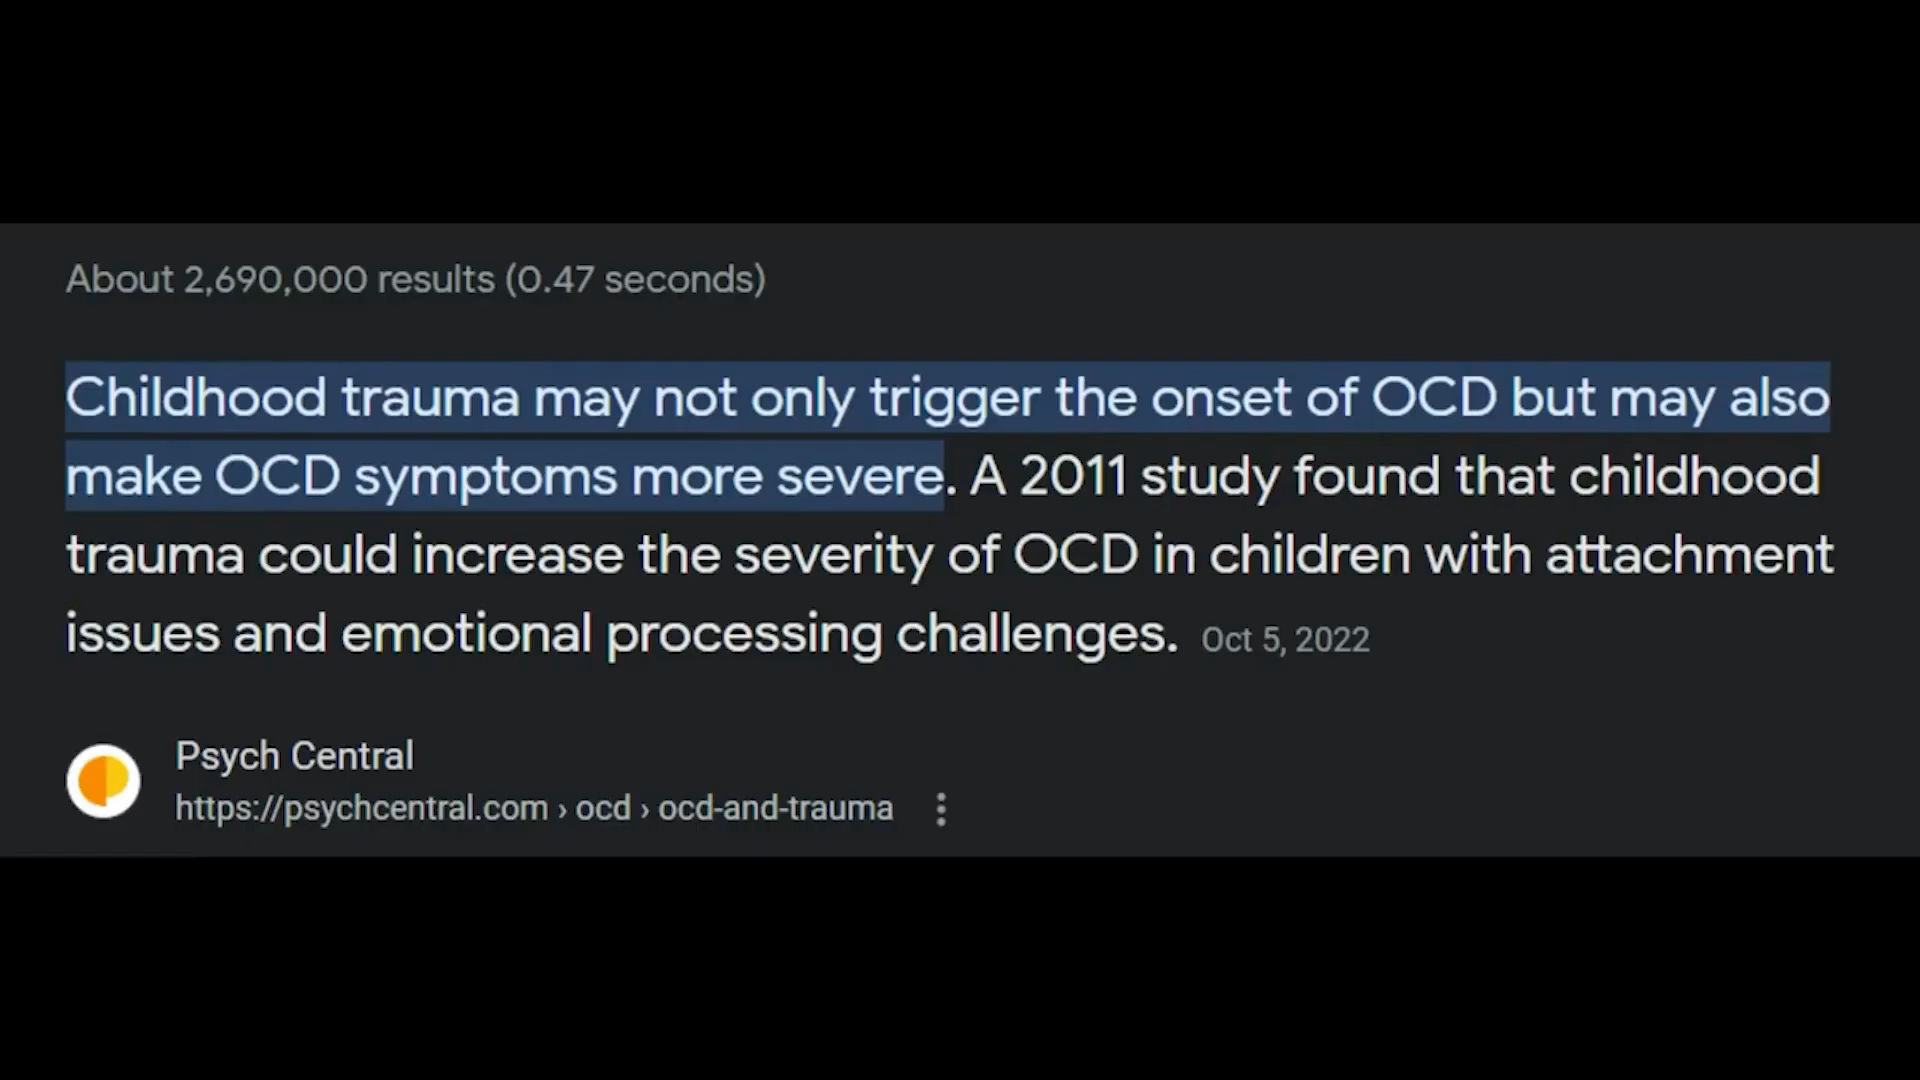 About 2,690,000 results (0.47 seconds)
Childhood trauma may not only trigger the onset of OCD but may also
make OCD symptoms more severe. A 2011 study found that childhood
trauma could increase the severity of OCD in children with attachment
issues and emotional processing challenges. Oct 5, 2022
Psych Central
https://psychcentral.com › ocd › ocd-and-trauma